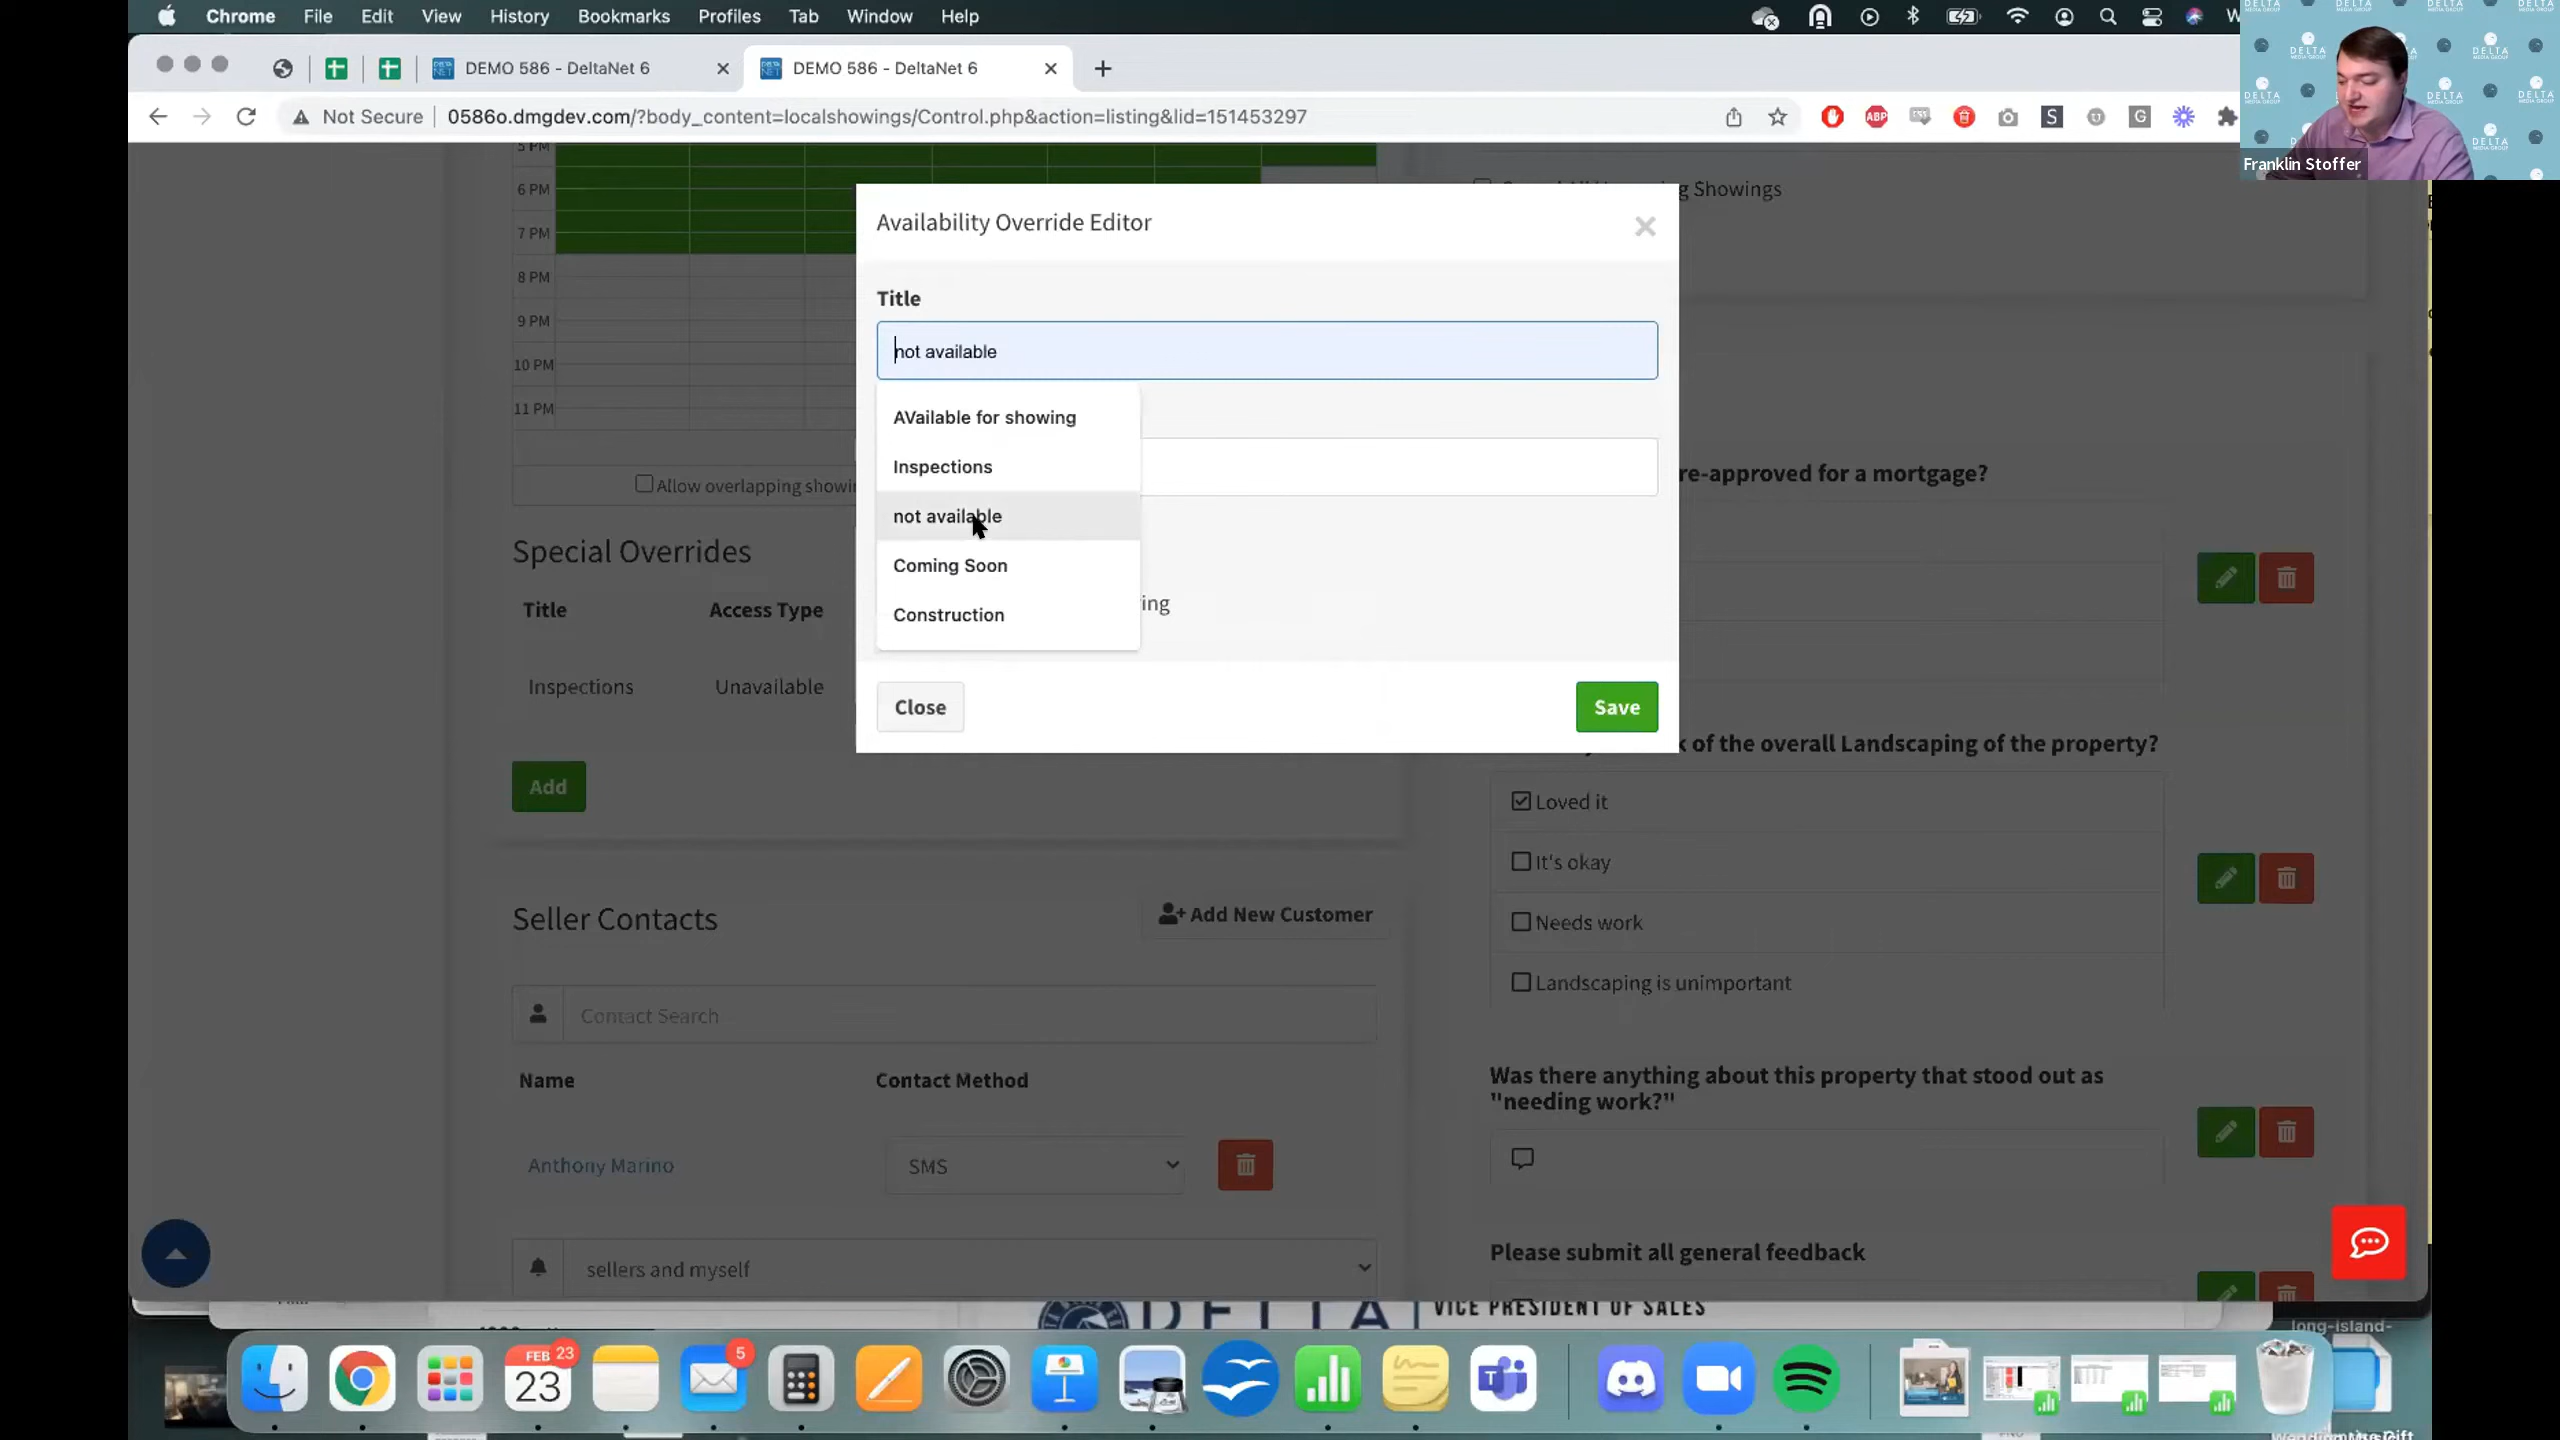 Chrome File Edit View History Bookmarks Profiles Tab Window Help
DEMO 586 - DeltaNet 6
DEMO 586 - DeltaNet 6
Not Secure 0586o.dmgdev.com/?body_content=localshowings/Control.php&action=listing&lid=151453297
Franklin Stoffer
5 PM
6 PM
7 PM
8 PM
9 PM
10 PM
11 PM
Showings
Availability Override Editor
Title
not available
AVailable for showing
Inspections
not available
Coming Soon
Construction
ing
Close
Save
Allow overlapping
Special Overrides
Title Access Type
Inspections Unavailable
Add
Seller Contacts
Add New Customer
Contact Search
Name Contact Method
Anthony Marino SMS
sellers and myself
re-approved for a mortgage?
of the overall Landscaping of the property?
Loved it
It's okay
Needs work
Landscaping is unimportant
Was there anything about this property that stood out as
"needing work?"
Please submit all general feedback
DELTA VICE PRESIDENT OF SALES
long-island-
FEB 23
23
5